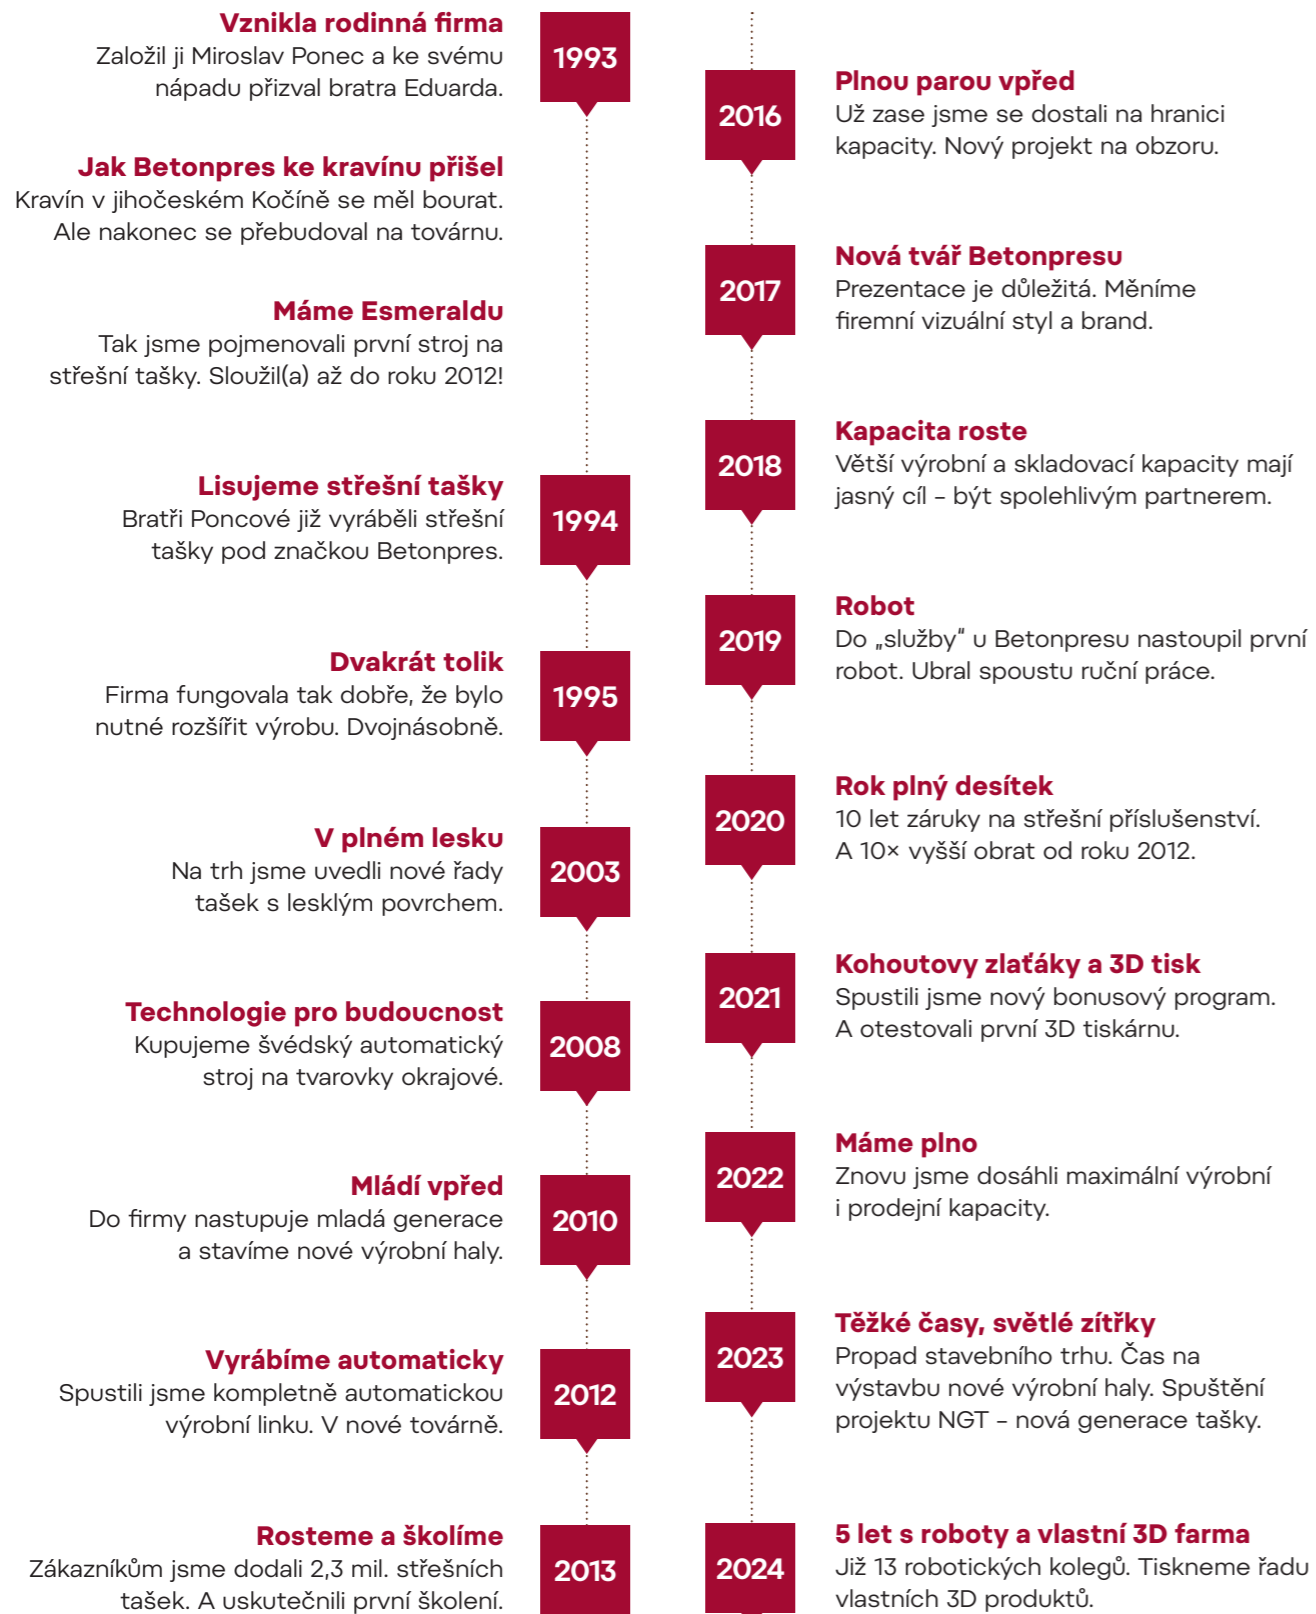 Vznikla rodinná firma
Založil ji Miroslav Ponec a ke svému
nápadu přizval bratra Eduarda.
1993
Jak Betonpres ke kravínu přišel
Kravín v jihočeském Kočíně se měl bourat.
Ale nakonec se přebudoval na továrnu.
Máme Esmeraldu
Tak jsme pojmenovali první stroj na
střešní tašky. Sloužil(a) až do roku 2012!
Lisujeme střešní tašky
Bratři Poncové již vyráběli střešní
tašky pod značkou Betonpres.
1994
Dvakrát tolik
Firma fungovala tak dobře, že bylo
nutné rozšířit výrobu. Dvojnásobně.
1995
V plném lesku
Na trh jsme uvedli nové řady
tašek s lesklým povrchem.
2003
Technologie pro budoucnost
Kupujeme švédský automatický
stroj na tvarovky okrajové.
2008
Mládí vpřed
Do firmy nastupuje mladá generace
a stavíme nové výrobní haly.
2010
Vyrábíme automaticky
Spustili jsme kompletně automatickou
výrobní linku. V nové továrně.
2012
Rosteme a školíme
Zákazníkům jsme dodali 2,3 mil. střešních
tašek. A uskutečnili první školení.
2013
2016
Plnou parou vpřed
Už zase jsme se dostali na hranici
kapacity. Nový projekt na obzoru.
2017
Nová tvář Betonpresu
Prezentace je důležitá. Měníme
firemní vizuální styl a brand.
2018
Kapacita roste
Větší výrobní a skladovací kapacity mají
jasný cíl – být spolehlivým partnerem.
2019
Robot
Do „služby“ u Betonpresu nastoupil první
robot. Ubral spoustu ruční práce.
2020
Rok plný desítek
10 let záruky na střešní příslušenství.
A 10× vyšší obrat od roku 2012.
2021
Kohoutovy zlaťáky a 3D tisk
Spustili jsme nový bonusový program.
A otestovali první 3D tiskárnu.
2022
Máme plno
Znovu jsme dosáhli maximální výrobní
i prodejní kapacity.
2023
Těžké časy, světlé zítřky
Propad stavebního trhu. Čas na
výstavbu nové výrobní haly. Spuštění
projektu NGT – nová generace tašky.
2024
5 let s roboty a vlastní 3D farma
Již 13 robotických kolegů. Tiskneme řadu
vlastních 3D produktů.